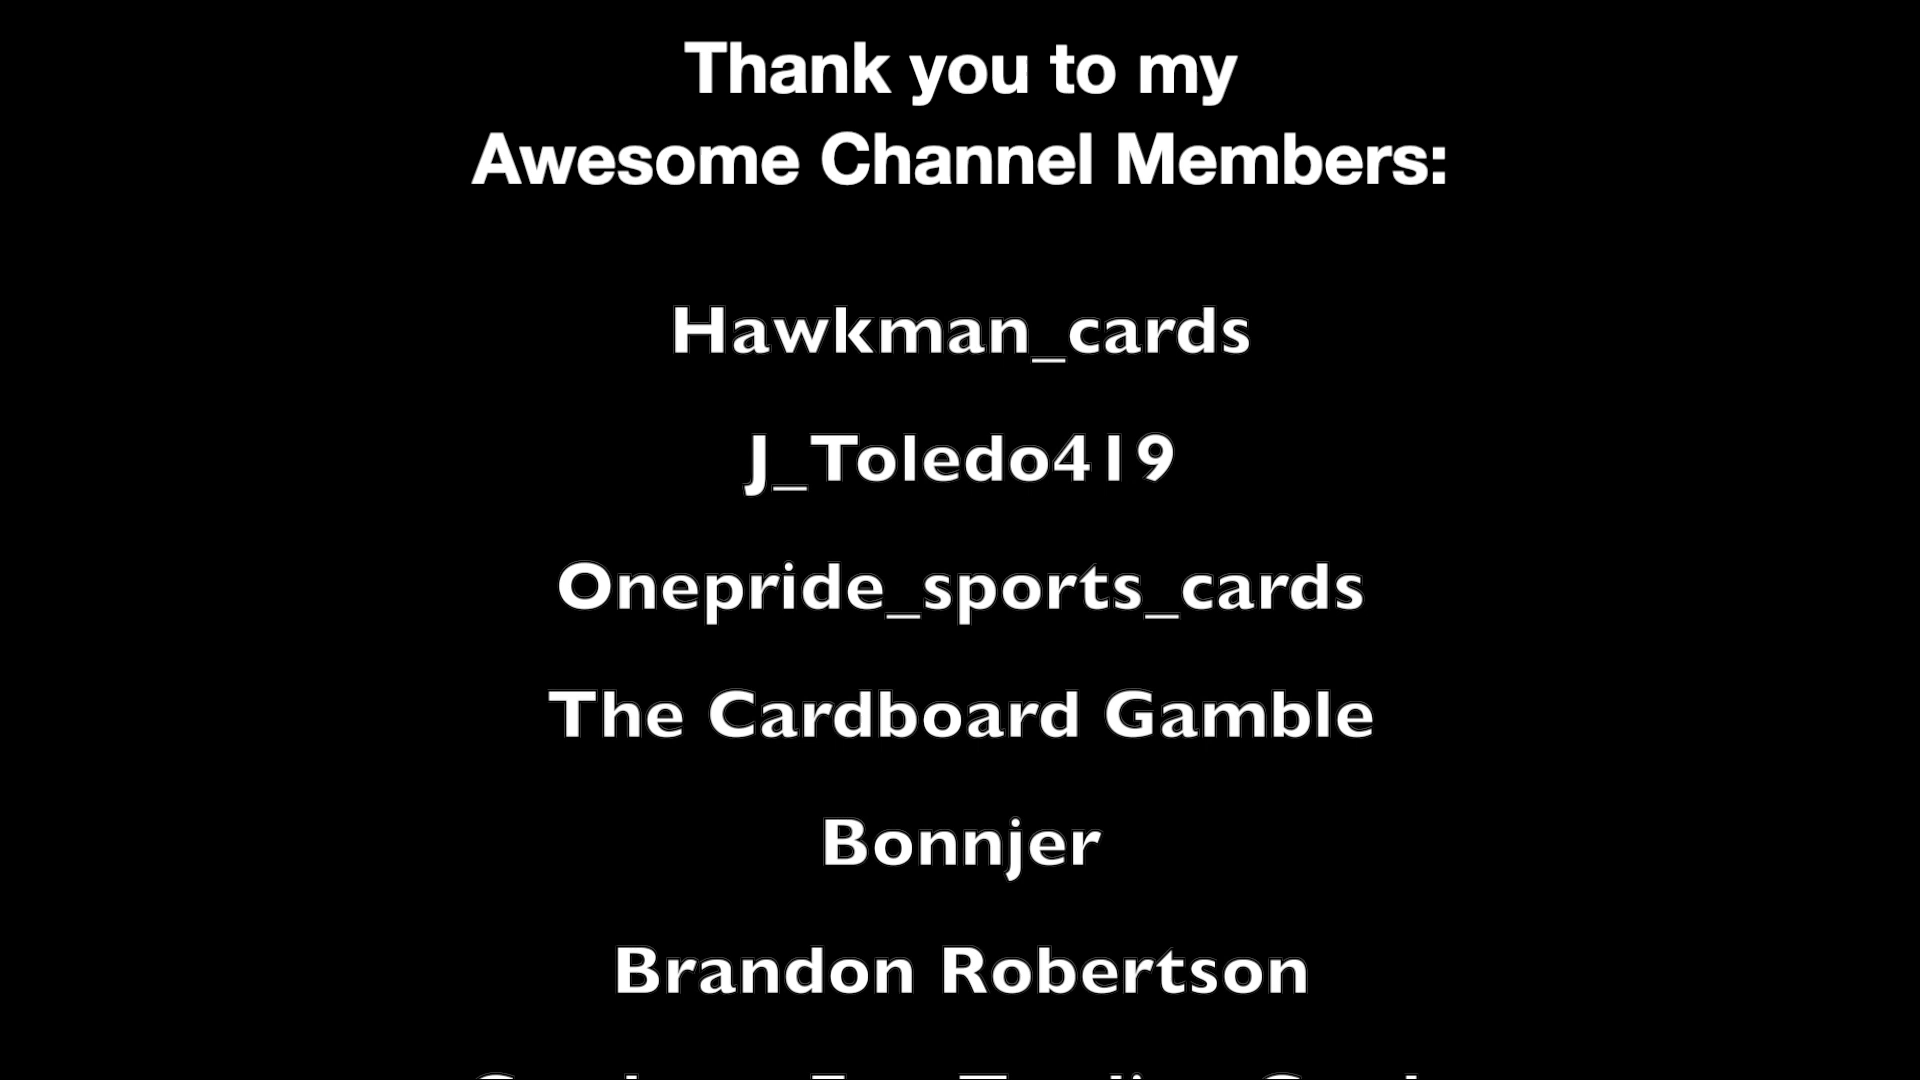 Thank you to my
Awesome Channel Members:
Hawkman_cards
J_Toledo419
Onepride_sports_cards
The Cardboard Gamble
Bonnjer
Brandon Robertson